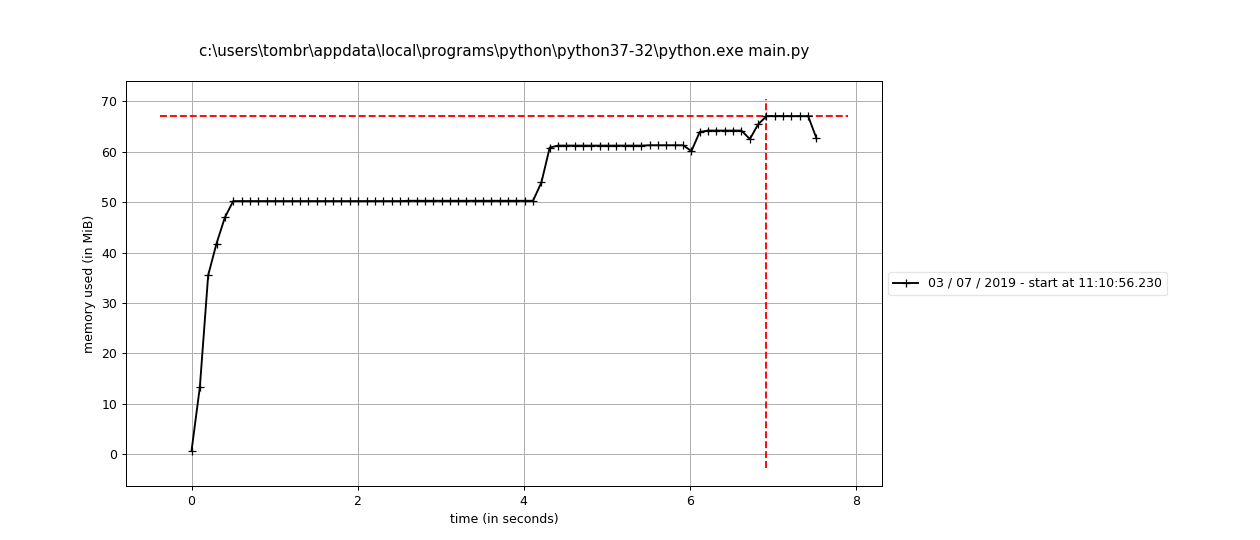 c:\users\tombr\appdata\local\programs\python\python37-32\python.exe main.py
70
60
50
40
30
20
10
0
memory used (in MiB)
0 2 4 6 8
time (in seconds)
03 / 07 / 2019 - start at 11:10:56.230